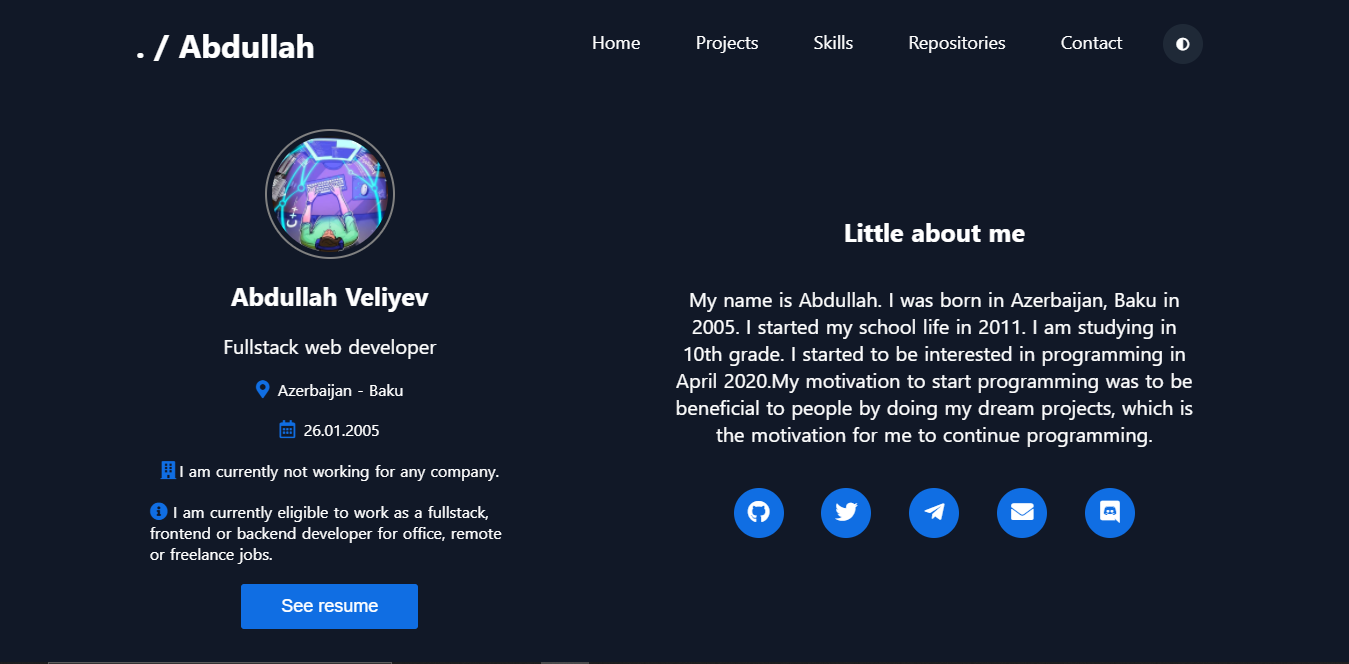 . / Abdullah
Home
Projects
Skills
Repositories
Contact
C++
Abdullah Veliyev
Fullstack web developer
Azerbaijan - Baku
26.01.2005
I am currently not working for any company.
I am currently eligible to work as a fullstack,
frontend or backend developer for office, remote
or freelance jobs.
See resume
Little about me
My name is Abdullah. I was born in Azerbaijan, Baku in
2005. I started my school life in 2011. I am studying in
10th grade. I started to be interested in programming in
April 2020.My motivation to start programming was to be
beneficial to people by doing my dream projects, which is
the motivation for me to continue programming.